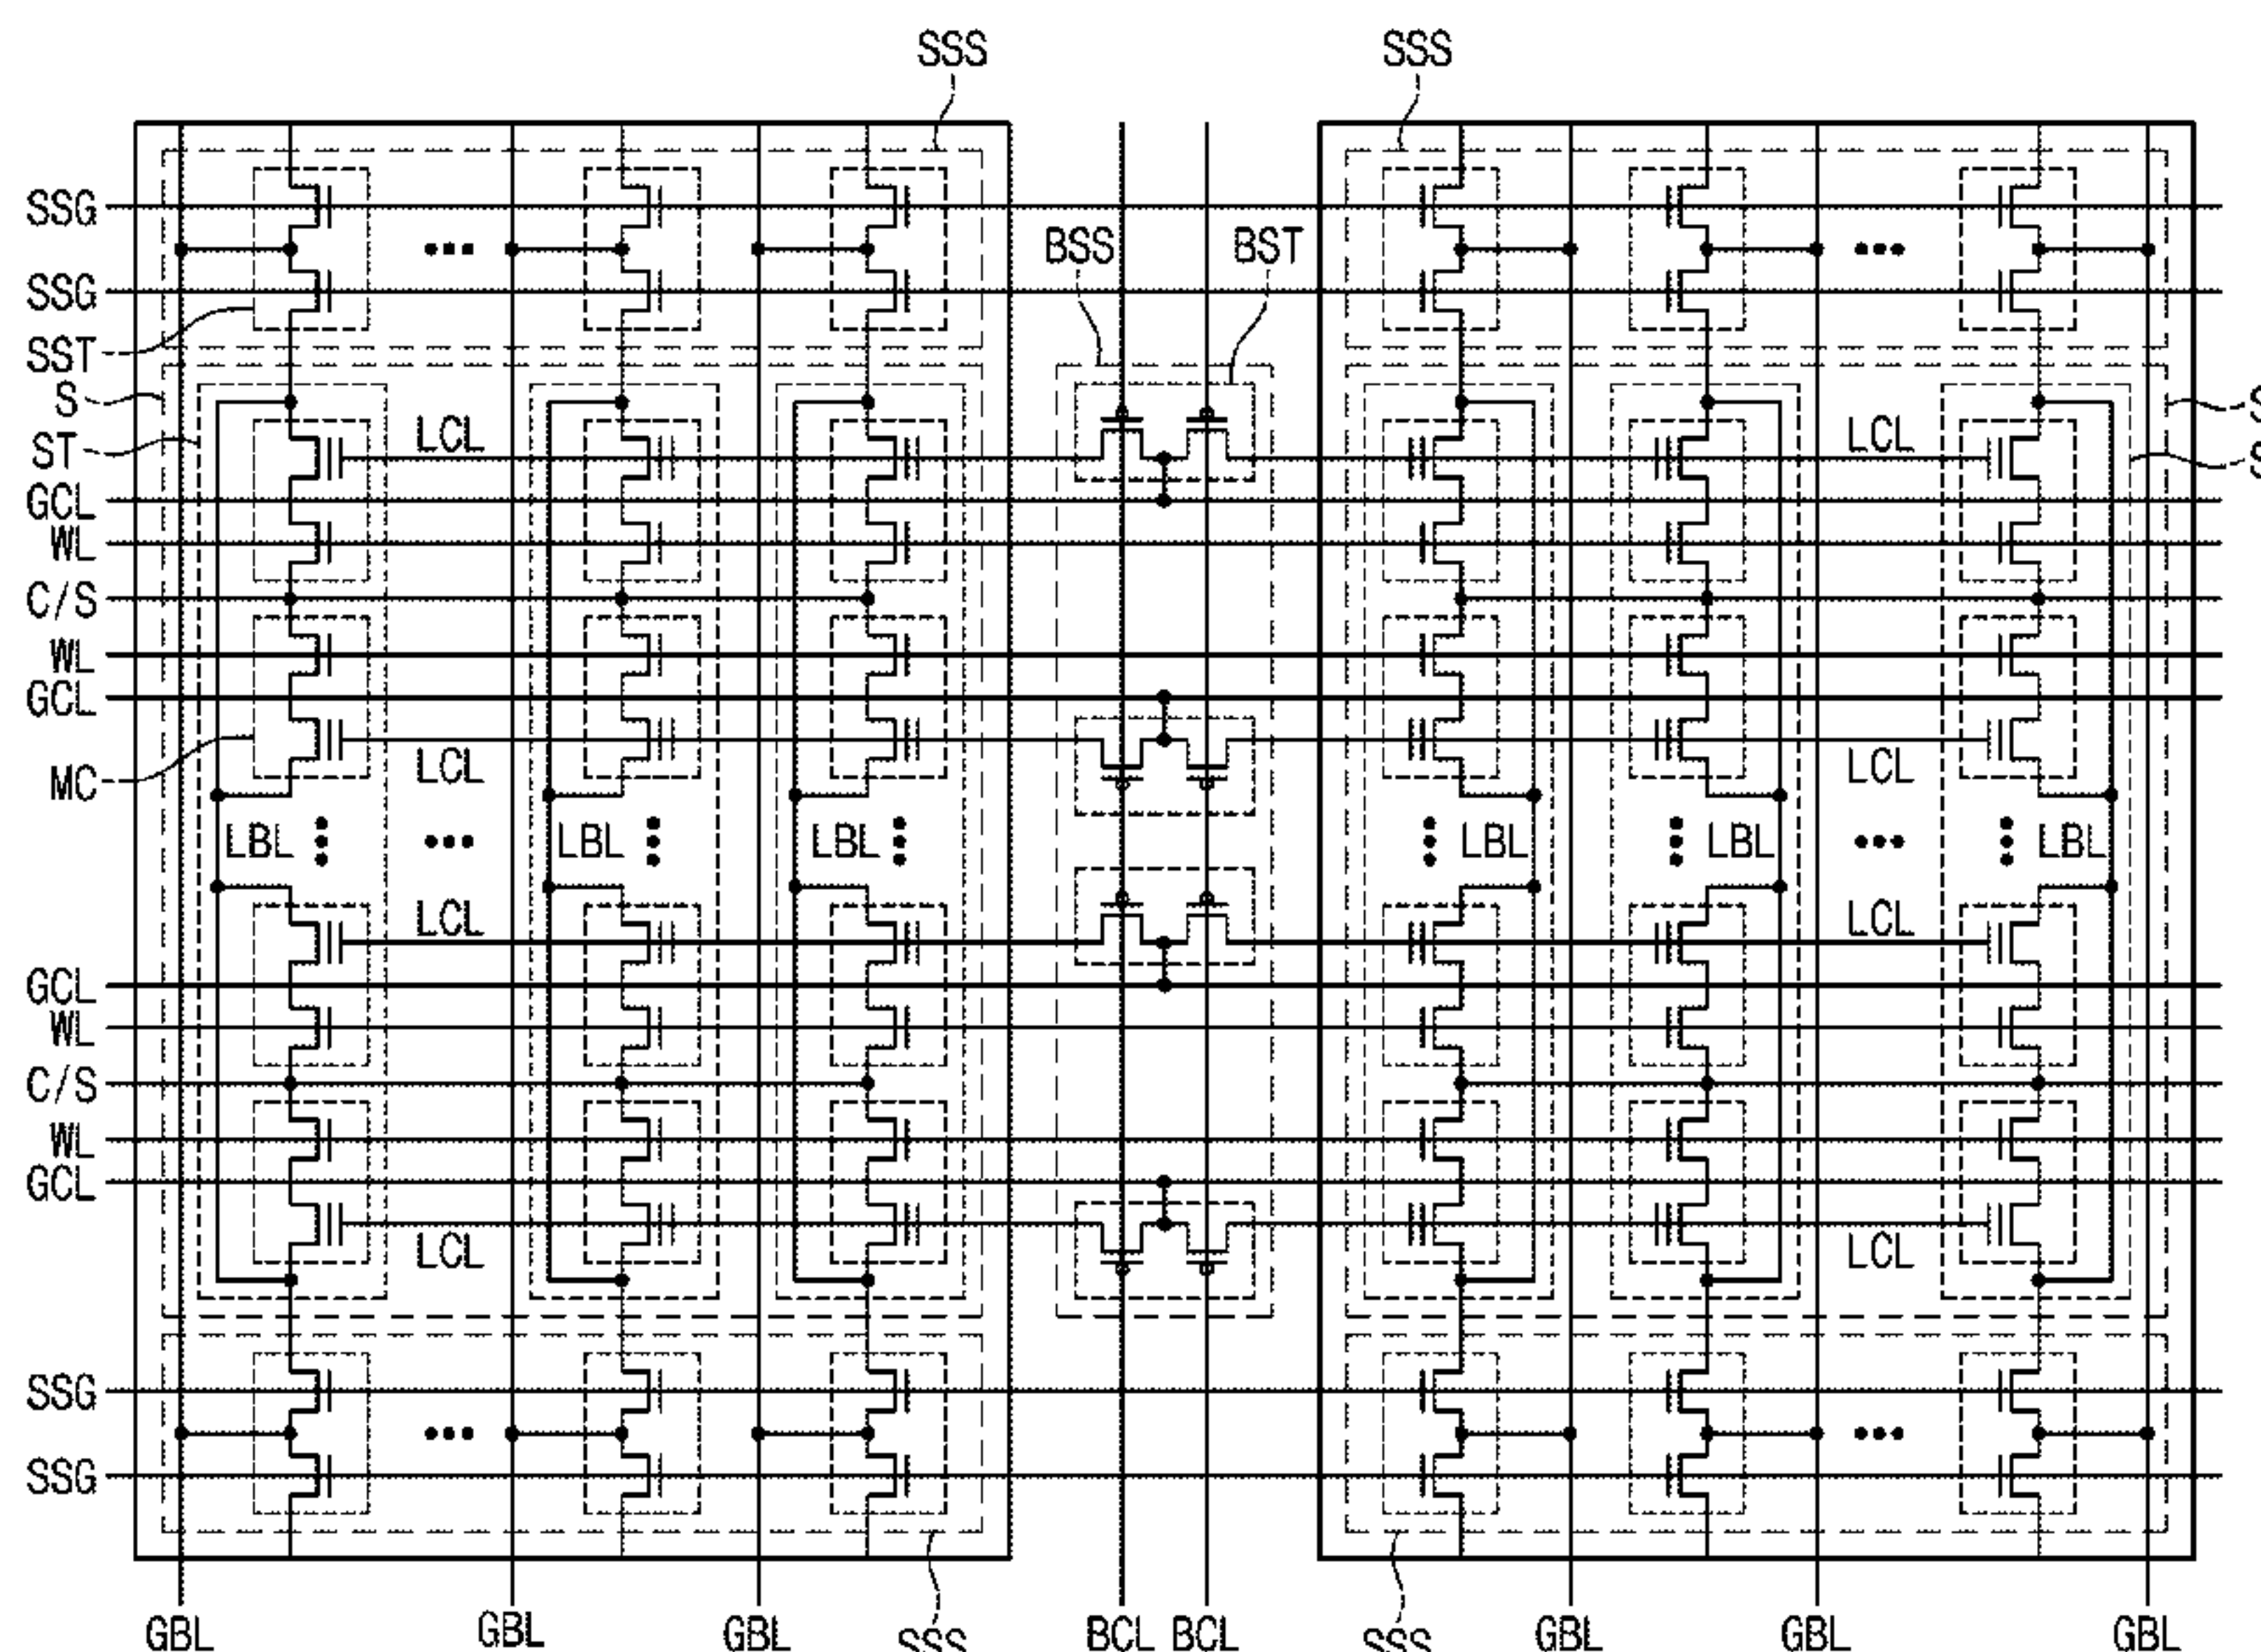 SSS SSS
SSG
BSS BST
SSG
SST
S S
ST LCL LCL S
GCL
WL
C/S
WL
GCL
MC LCL LCL
LBL LBL LBL LBL LBL LBL
LCL LCL
GCL
WL
C/S
WL
GCL
LCL LCL
SSG
SSG
GBL GBL GBL SSS BCL BCL SSS GBL GBL GBL